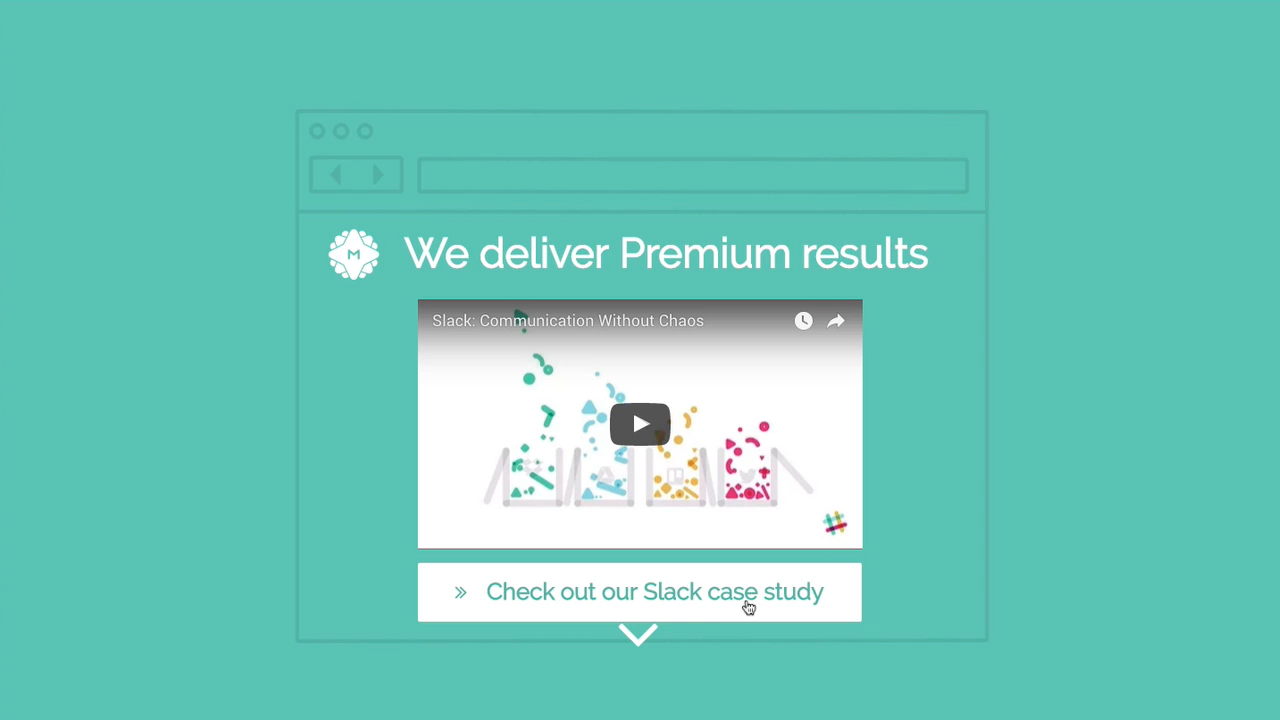 M
We deliver Premium results
Slack: Communication Without Chaos
Check out our Slack case study